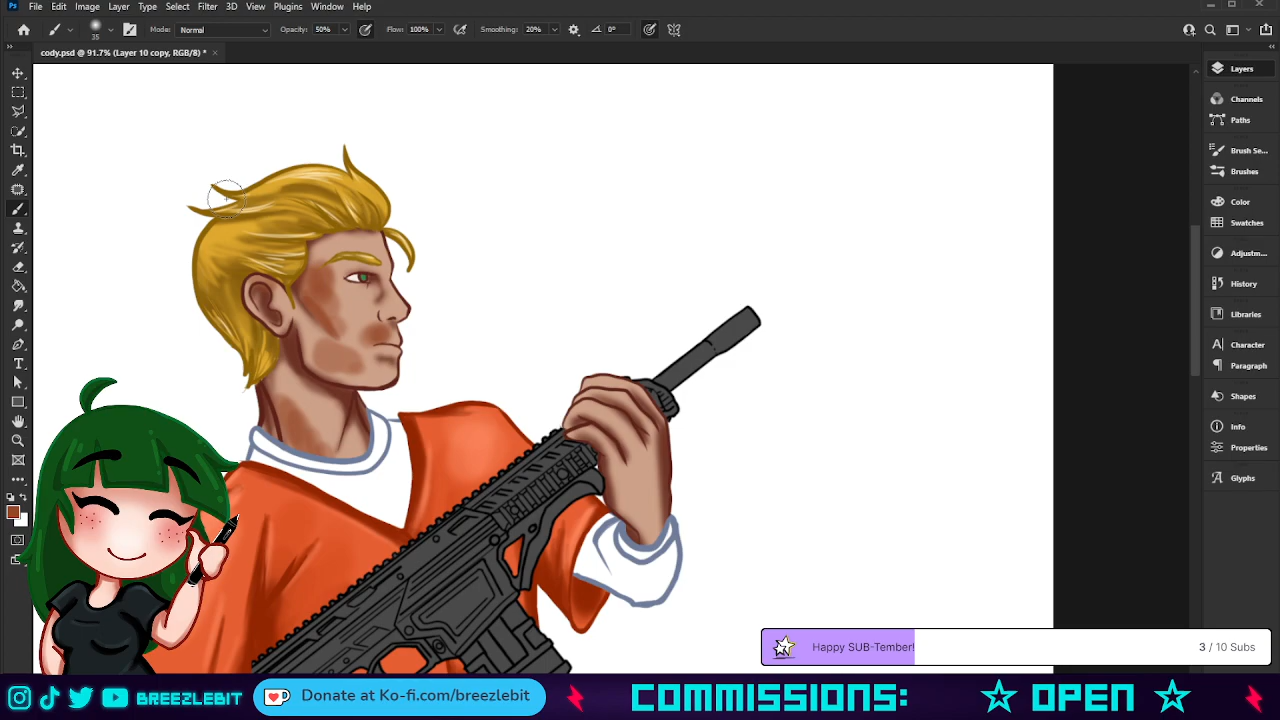 File Edit Image Layer Type Select Filter 3D View Plugins Window Help
35 Mode: Normal Opacity: 50% Flow: 100% Smoothing: 20% 0°
cody.psd @ 91.7% (Layer 10 copy, RGB/8) * ×
Layers
Channels
Paths
Brush Se...
Brushes
Color
Swatches
Adjustm...
History
Libraries
Character
Paragraph
Shapes
Info
Properties
Glyphs
Happy SUB-Tember! 3 / 10 Subs
BREEZLEBIT Donate at Ko-fi.com/breezlebit COMMISSIONS: OPEN